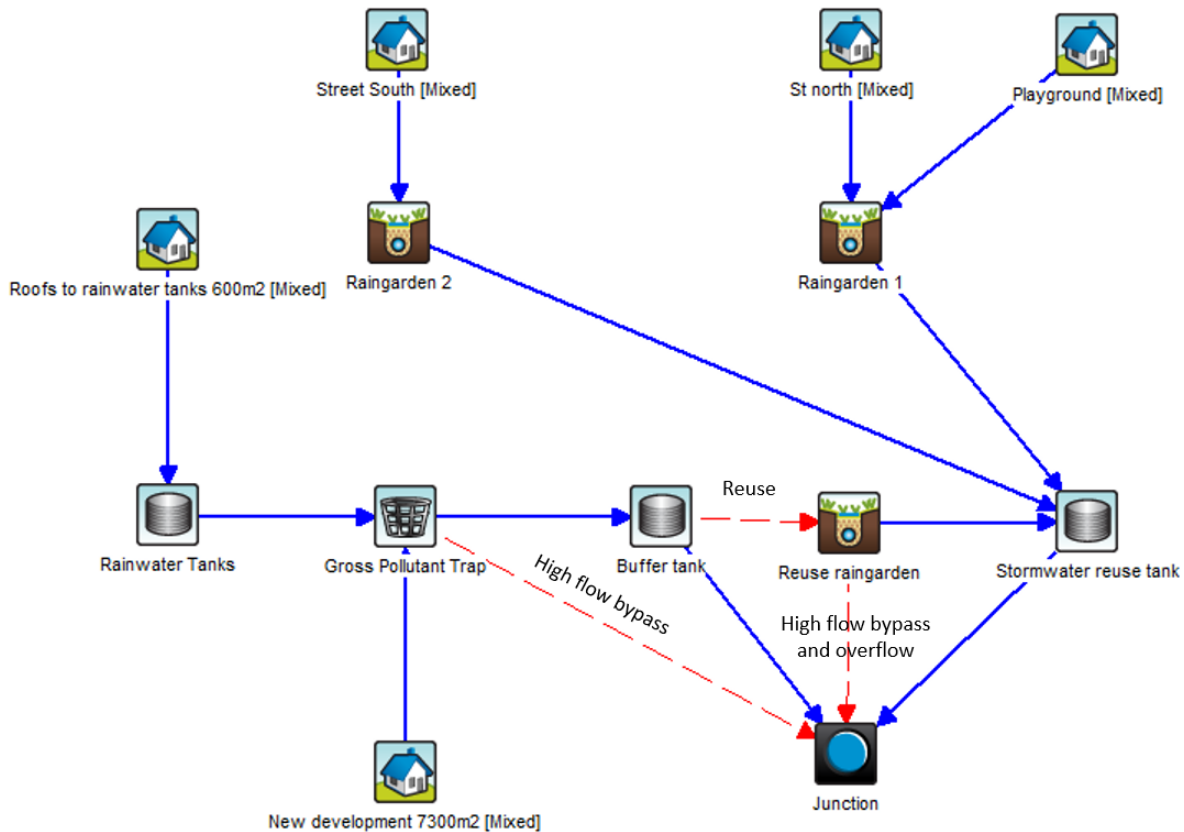 Street South [Mixed]
St north [Mixed]
Playground [Mixed]
Raingarden 2
Raingarden 1
Roofs to rainwater tanks 600m2 [Mixed]
Reuse
Rainwater Tanks
Gross Pollutant Trap
Buffer tank
Reuse raingarden
Stormwater reuse tank
High flow bypass
High flow bypass
and overflow
Junction
New development 7300m2 [Mixed]